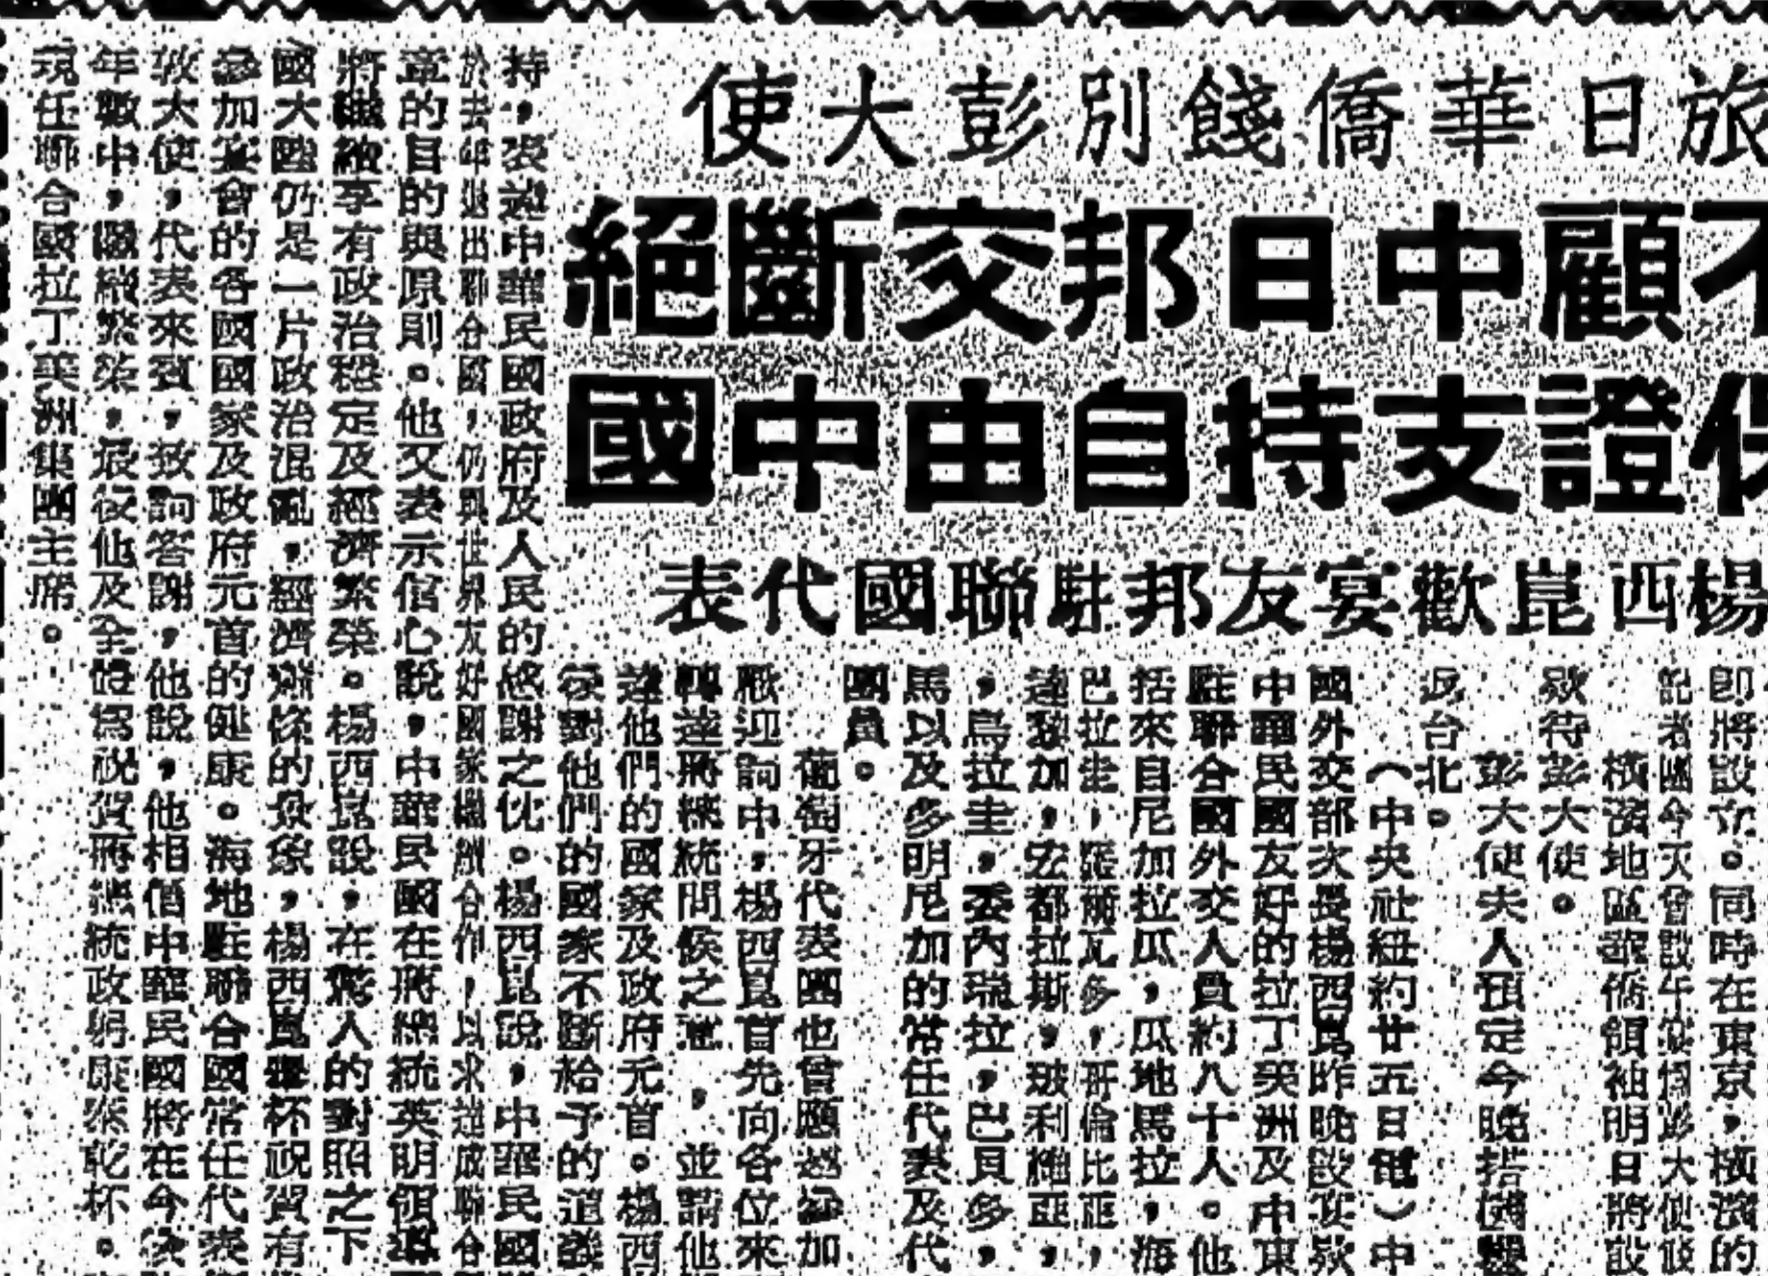 旅日華僑餞別彭大使
不顧中日邦交斷絕
保證支持自由中國
楊西崑歡宴友邦駐聯國代表
即將設立。同時在東京,橫濱的
記者團今天會設午宴招彭大使餞
橫濱地區華僑領袖明日將設
欵待彭大使。
彭大使夫人預定今晚搭機
返台北。
(中央社紐約廿五日電)中
國外交部次長楊西崑昨晚設宴欵
中華民國友好的拉丁美洲及中東
駐聯合國外交人員約八十人。他
括來自尼加拉瓜,瓜地馬拉,海
巴拉圭,薩爾瓦多,哥倫比亞,
達黎加,宏都拉斯,玻利維亞,
,烏拉圭,委內瑞拉,巴貝多,
馬以及多明尼加的常任代表及代
團員。
葡萄牙代表團也曾應邀參加
歡迎詞中,楊西崑首先向各位來
轉達蔣總統問候之意,並請他
達他們的國家及政府元首。楊西
對他們的國家不斷給予的道義
持,表達中華民國政府及人民的感謝之忱。楊西崑說,中華民國
於去年退出聯合國,仍與世界友好國家繼續合作,以求達成聯合
章的目的與原則。他又表示信心說,中華民國在蔣總統英明領導
將繼續享有政治穩定及經濟繁榮。楊西崑說,在驚人的對照之下
國大陸仍是一片政治混亂,經濟蕭條的景象,楊西崑舉杯祝賀有
參加宴會的各國國家及政府元首的健康。海地駐聯合國常任代表
敦大使,代表來賓,致詞答謝,他說,他相信中華民國將在今後
年數中,繼續繁榮,最後他及全體為祝賀蔣總統政躬康泰乾杯。
現任聯合國拉丁美洲集團主席。